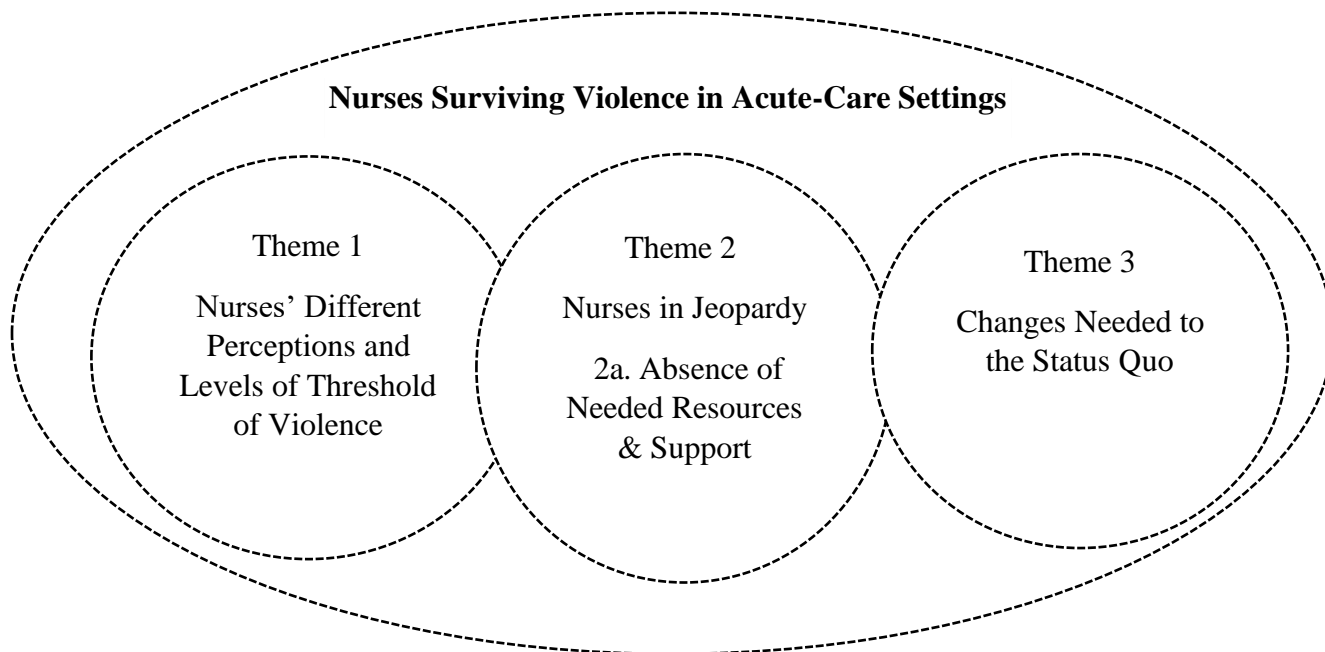 Nurses Surviving Violence in Acute-Care Settings
Theme 1
Nurses’ Different
Perceptions and
Levels of Threshold
of Violence
Theme 2
Nurses in Jeopardy
2a. Absence of
Needed Resources
& Support
Theme 3
Changes Needed to
the Status Quo